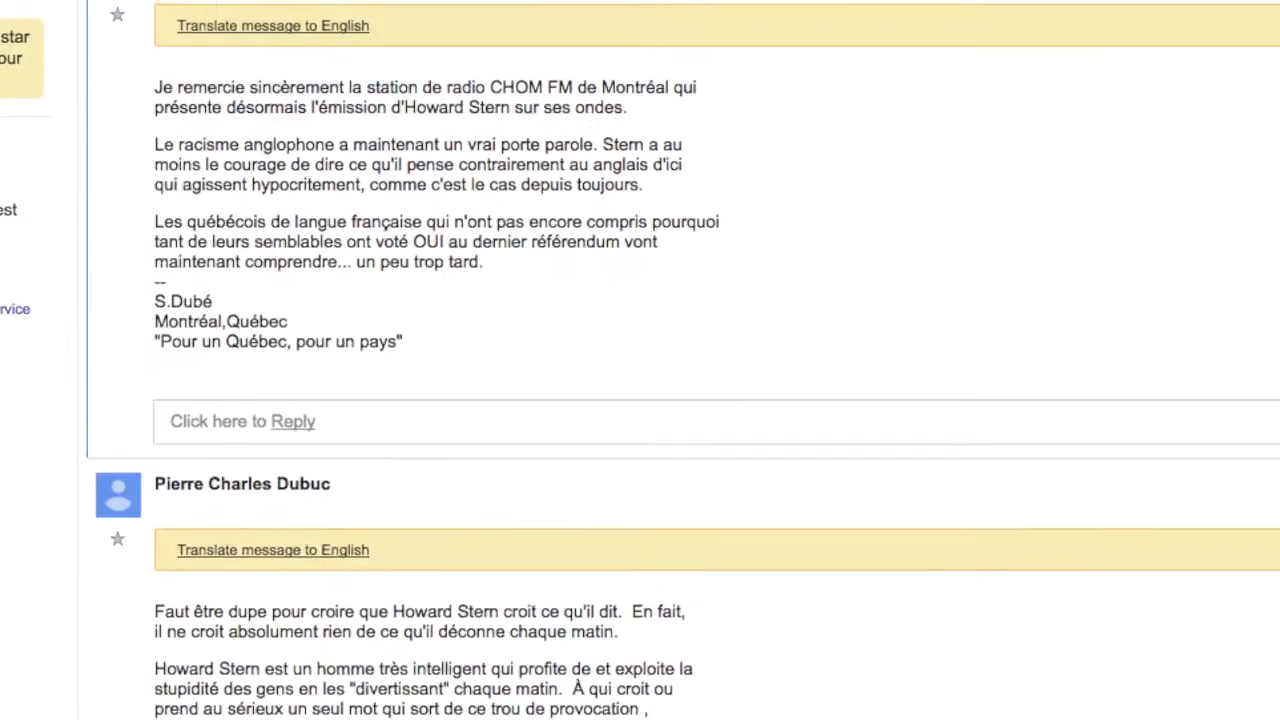 star
our
est
rvice
Translate message to English
Je remercie sincèrement la station de radio CHOM FM de Montréal qui
présente désormais l'émission d'Howard Stern sur ses ondes.
Le racisme anglophone a maintenant un vrai porte parole. Stern a au
moins le courage de dire ce qu'il pense contrairement au anglais d'ici
qui agissent hypocritement, comme c'est le cas depuis toujours.
Les québécois de langue française qui n'ont pas encore compris pourquoi
tant de leurs semblables ont voté OUI au dernier référendum vont
maintenant comprendre... un peu trop tard.
--
S.Dubé
Montréal,Québec
"Pour un Québec, pour un pays"
Click here to Reply
Pierre Charles Dubuc
Translate message to English
Faut être dupe pour croire que Howard Stern croit ce qu'il dit.  En fait,
il ne croit absolument rien de ce qu'il déconne chaque matin.
Howard Stern est un homme très intelligent qui profite de et exploite la
stupidité des gens en les "divertissant" chaque matin.  À qui croit ou
prend au sérieux un seul mot qui sort de ce trou de provocation ,